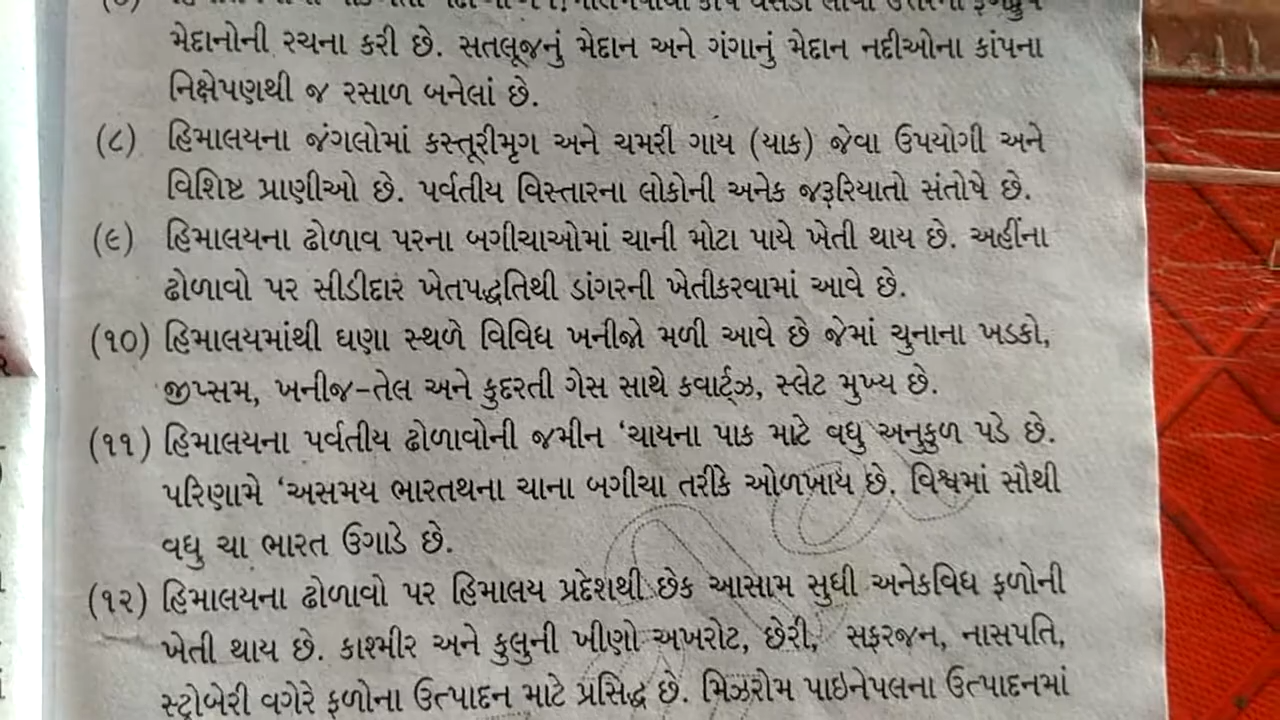 મેદાનોની રચના કરી છે. સતલૂજનું મેદાન અને ગંગાનું મેદાન નદીઓના કાંપના
નિક્ષેપણથી જ રસાળ બનેલાં છે.
(૮) હિમાલયના જંગલોમાં કસ્તૂરીમૃગ અને ચમરી ગાય (યાક) જેવા ઉપયોગી અને
વિશિષ્ટ પ્રાણીઓ છે. પર્વતીય વિસ્તારના લોકોની અનેક જરૂરિયાતો સંતોષે છે.
(૯) હિમાલયના ઢોળાવ પરના બગીચાઓમાં ચાની મોટા પાયે ખેતી થાય છે. અહીંના
ઢોળાવો પર સીડીદાર ખેતપદ્ધતિથી ડાંગરની ખેતીકરવામાં આવે છે.
(૧૦) હિમાલયમાંથી ઘણા સ્થળે વિવિધ ખનીજો મળી આવે છે જેમાં ચુનાના ખડકો,
જીપ્સમ, ખનીજ-તેલ અને કુદરતી ગેસ સાથે ક્વાર્ટ્ઝ, સ્લેટ મુખ્ય છે.
(૧૧) હિમાલયના પર્વતીય ઢોળાવોની જમીન ‘ચાયના પાક માટે વધુ અનુકુળ પડે છે.
પરિણામે ‘અસમય ભારતથના ચાના બગીચા તરીકે ઓળખાય છે. વિશ્વમાં સૌથી
વધુ ચા ભારત ઉગાડે છે.
(૧૨) હિમાલયના ઢોળાવો પર હિમાલય પ્રદેશથી છેક આસામ સુધી અનેકવિધ ફળોની
ખેતી થાય છે. કાશ્મીર અને કુલુની ખીણો અખરોટ, છેરી, સફરજન, નાસપતિ,
સ્ટ્રોબેરી વગેરે ફળોના ઉત્પાદન માટે પ્રસિદ્ધ છે. મિઝરોમ પાઇનેપલના ઉત્પાદનમાં